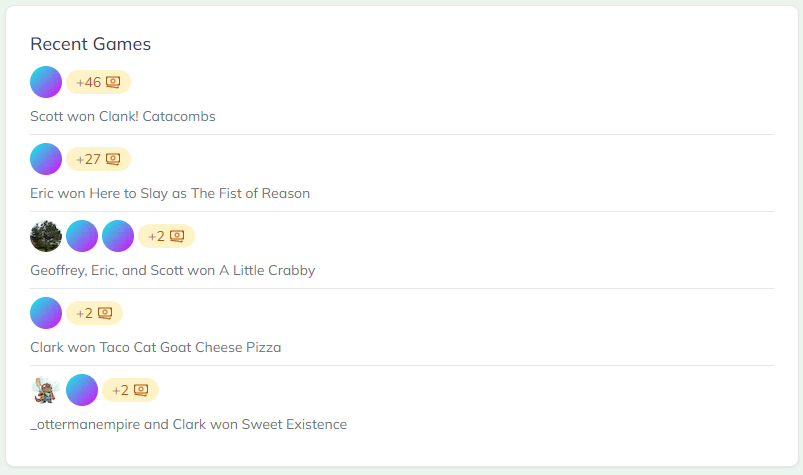 Recent Games
+46
Scott won Clank! Catacombs
+27
Eric won Here to Slay as The Fist of Reason
+2
Geoffrey, Eric, and Scott won A Little Crabby
+2
Clark won Taco Cat Goat Cheese Pizza
+2
_ottermanempire and Clark won Sweet Existence